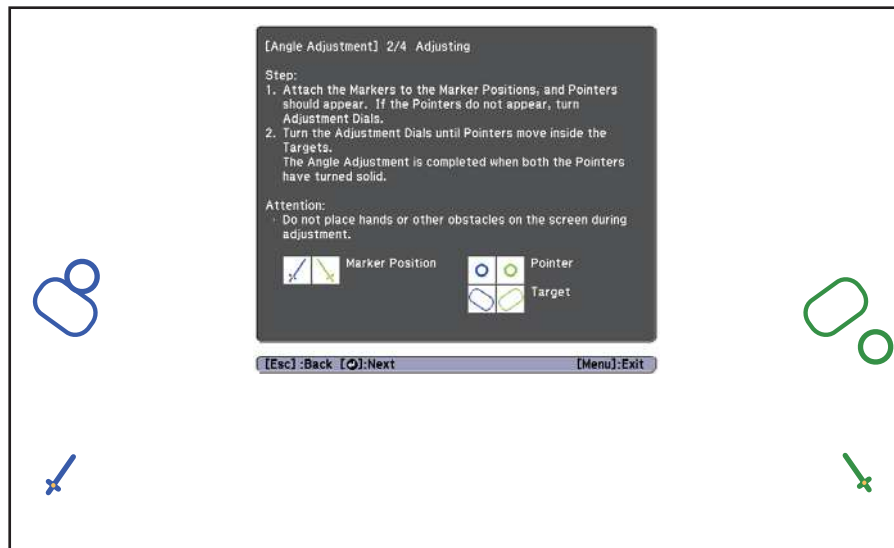 [Angle Adjustment] 2/4 Adjusting
Step:
1. Attach the Markers to the Marker Positions, and Pointers
should appear. If the Pointers do not appear, turn
Adjustment Dials.
2. Turn the Adjustment Dials until Pointers move inside the
Targets.
The Angle Adjustment is completed when both the Pointers
have turned solid.
Attention:
· Do not place hands or other obstacles on the screen during
adjustment.
Marker Position
Pointer
Target
[Esc] :Back [⏎]:Next [Menu]:Exit